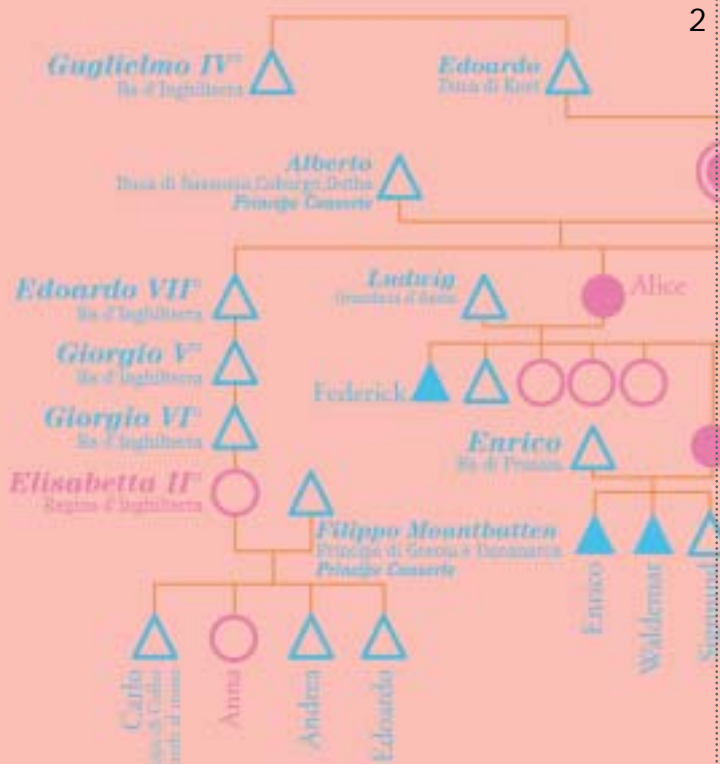 2
Guglielmo IV°
Re d'Inghilterra
Edoardo
Duca di Kent
Alberto
Duca di Sassonia,Coburgo,Gotha
Principe Consorte
Edoardo VII°
Re d'Inghilterra
Ludwig
Granduca d'Assia
Alice
Giorgio V°
Re d'Inghilterra
Federick
Giorgio VI°
Re d'Inghilterra
Enrico
Re di Prussia
Elisabetta II°
Regina d'Inghilterra
Filippo Mountbatten
Principe di Grecia e Danimarca
Principe Consorte
Enrico
Waldemar
Carlo
Anna
Andrea
Edoardo